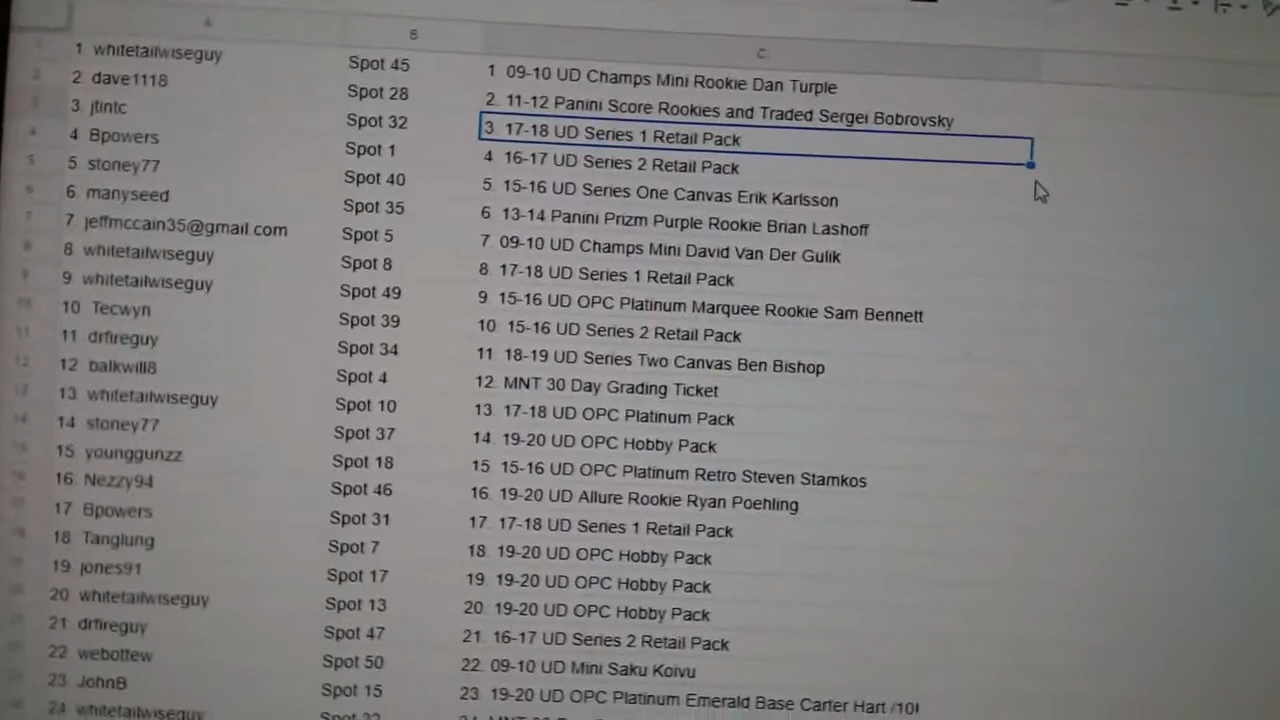 A B C
1 whitetailwiseguy Spot 45 1 09-10 UD Champs Mini Rookie Dan Turple
2 dave1118 Spot 28 2. 11-12 Panini Score Rookies and Traded Sergei Bobrovsky
3 jtintc Spot 32 3. 17-18 UD Series 1 Retail Pack
4 Bpowers Spot 1 4 16-17 UD Series 2 Retail Pack
5. stoney77 Spot 40 5. 15-16 UD Series One Canvas Erik Karlsson
6. manyseed Spot 35 6 13-14 Panini Prizm Purple Rookie Brian Lashoff
7. jeffmccain35@gmail.com Spot 5 7 09-10 UD Champs Mini David Van Der Gulik
8 whitetailwiseguy Spot 8 8. 17-18 UD Series 1 Retail Pack
9 whitetailwiseguy Spot 49 9. 15-16 UD OPC Platinum Marquee Rookie Sam Bennett
10 Tecwyn Spot 39 10 15-16 UD Series 2 Retail Pack
11 drfireguy Spot 34 11 18-19 UD Series Two Canvas Ben Bishop
12 balkwill8 Spot 4 12. MNT 30 Day Grading Ticket
13 whitetailwiseguy Spot 10 13. 17-18 UD OPC Platinum Pack
14 stoney77 Spot 37 14. 19-20 UD OPC Hobby Pack
15 younggunzz Spot 18 15. 15-16 UD OPC Platinum Retro Steven Stamkos
16. Nezzy94 Spot 46 16. 19-20 UD Allure Rookie Ryan Poehling
17 Bpowers Spot 31 17. 17-18 UD Series 1 Retail Pack
18 Tanglung Spot 7 18. 19-20 UD OPC Hobby Pack
19 jones91 Spot 17 19. 19-20 UD OPC Hobby Pack
20 whitetailwiseguy Spot 13 20. 19-20 UD OPC Hobby Pack
21 drfireguy Spot 47 21. 16-17 UD Series 2 Retail Pack
22 webottew Spot 50 22. 09-10 UD Mini Saku Koivu
23 JohnB Spot 15 23. 19-20 UD OPC Platinum Emerald Base Carter Hart /10!
24 whitetailwiseguy Spot